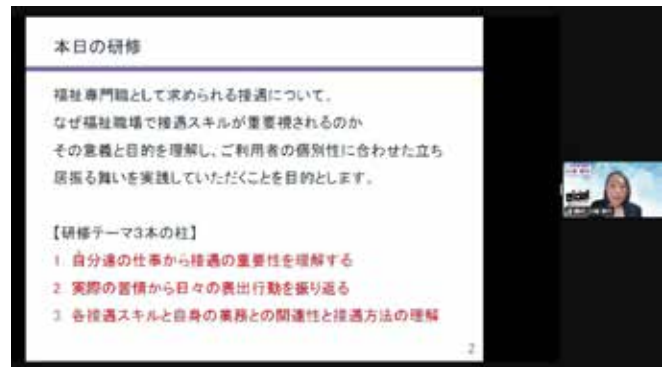 本日の研修
福祉専門職として求められる接遇について、
なぜ福祉職場で接遇スキルが重要視されるのか
その意義と目的を理解し、ご利用者の個別性に合わせた立ち
居振る舞いを実践していただくことを目的とします。
【研修テーマ3本の柱】
1. 自分達の仕事から接遇の重要性を理解する
2. 実際の苦情から日々の表出行動を振り返る
3. 各接遇スキルと自身の業務との関連性と接遇方法の理解
2